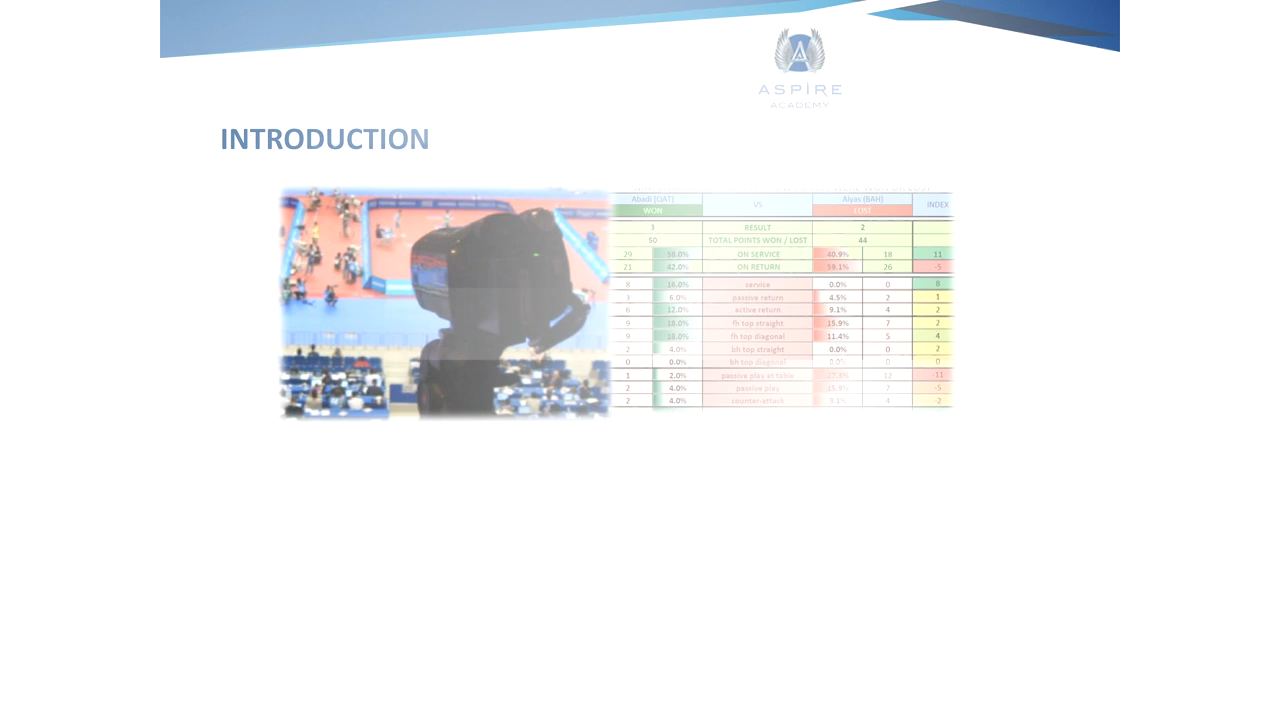 ASPIRE
ACADEMY
INTRODUCTION
Abadi [QAT] VS Alyas (BAH) INDEX
WON LOST
3 RESULT 2
50 TOTAL POINTS WON / LOST 44
29 58.0% ON SERVICE 40.9% 18 11
21 42.0% ON RETURN 59.1% 26 -5
8 16.0% service 0.0% 0 8
3 6.0% passive return 4.5% 2 1
6 12.0% active return 9.1% 4 2
9 18.0% fh top straight 15.9% 7 2
9 18.0% fh top diagonal 11.4% 5 4
2 4.0% bh top straight 0.0% 0 2
0 0.0% bh top diagonal 0.0% 0 0
1 2.0% passive play at table 27.3% 12 -11
2 4.0% passive play 15.9% 7 -5
2 4.0% counter-attack 9.1% 4 -2